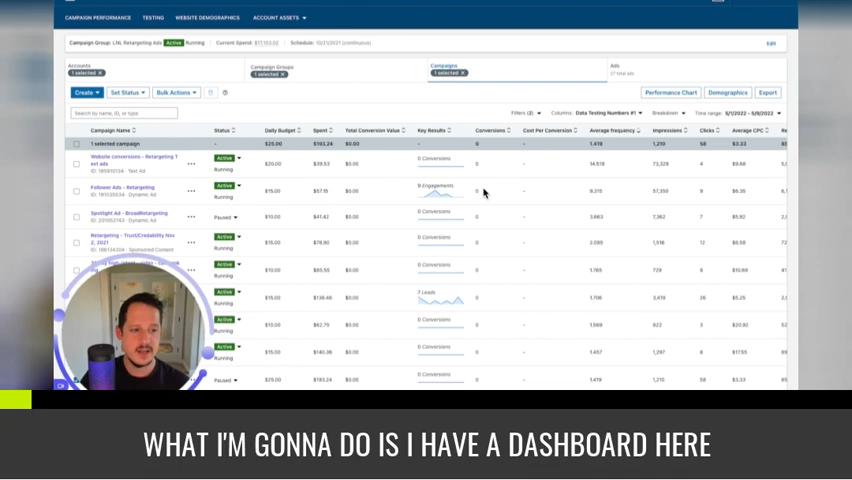 CAMPAIGN PERFORMANCE TESTING WEBSITE DEMOGRAPHICS ACCOUNT ASSETS
Campaign Group: LNL Retargeting Ads Active Running Current Spend: $17,103.02 Schedule: 10/21/2021 (continuous) Edit
Accounts Campaign Groups Campaigns Ads
1 selected 1 selected 1 selected 27 total ads
Create Set Status Bulk Actions Performance Chart Demographics Export
Search by name, ID, or type Filters (2) Columns: Data Testing Numbers #1 Breakdown Time range: 5/1/2022 - 5/9/2022
Campaign Name Status Daily Budget Spent Total Conversion Value Key Results Conversions Cost Per Conversion Average frequency Impressions Clicks Average CPC
1 selected campaign - $25.00 $193.24 $0.00 - 0 - 1.419 1,210 58 $3.33
Website conversions - Retargeting T
ext ads
ID: 185910134 · Text Ad
Active
Running
$20.00 $39.53 $0.00 0 Conversions 14.518 73,329 4 $9.88
Follower Ads - Retargeting
ID: 181035634 · Dynamic Ad
Active
Running
$15.00 $57.15 $0.00 9 Engagements 0 - 9.315 57,350 9 $6.35
Spotlight Ad - BroadRetargeting
ID: 201052143 · Dynamic Ad
Paused
$10.00 $41.42 $0.00 0 Conversions 0 - 3.663 7,362 7 $5.92
Retargeting - Trust/Credability Nov
2, 2021
ID: 166134304 · Sponsored Content
Active
Running
$15.00 $78.90 $0.00 0 Conversions 0 - 2.095 1,516 12 $6.58
Active
Running
$10.00 $85.55 $0.00 0 Conversions 0 - 1.765 729 8 $10.69
Active
Running
$15.00 $136.46 $0.00 7 Leads 0 - 1.706 3,419 26 $5.25
Active
Running
$10.00 $62.75 $0.00 0 Conversions 0 - 1.569 822 3 $20.92
Active
Running
$15.00 $140.36 $0.00 0 Conversions 0 - 1.457 1,297 8 $17.55
Paused
$25.00 $193.24 $0.00 0 Conversions 0 - 1.419 1,210 58 $3.33
WHAT I'M GONNA DO IS I HAVE A DASHBOARD HERE